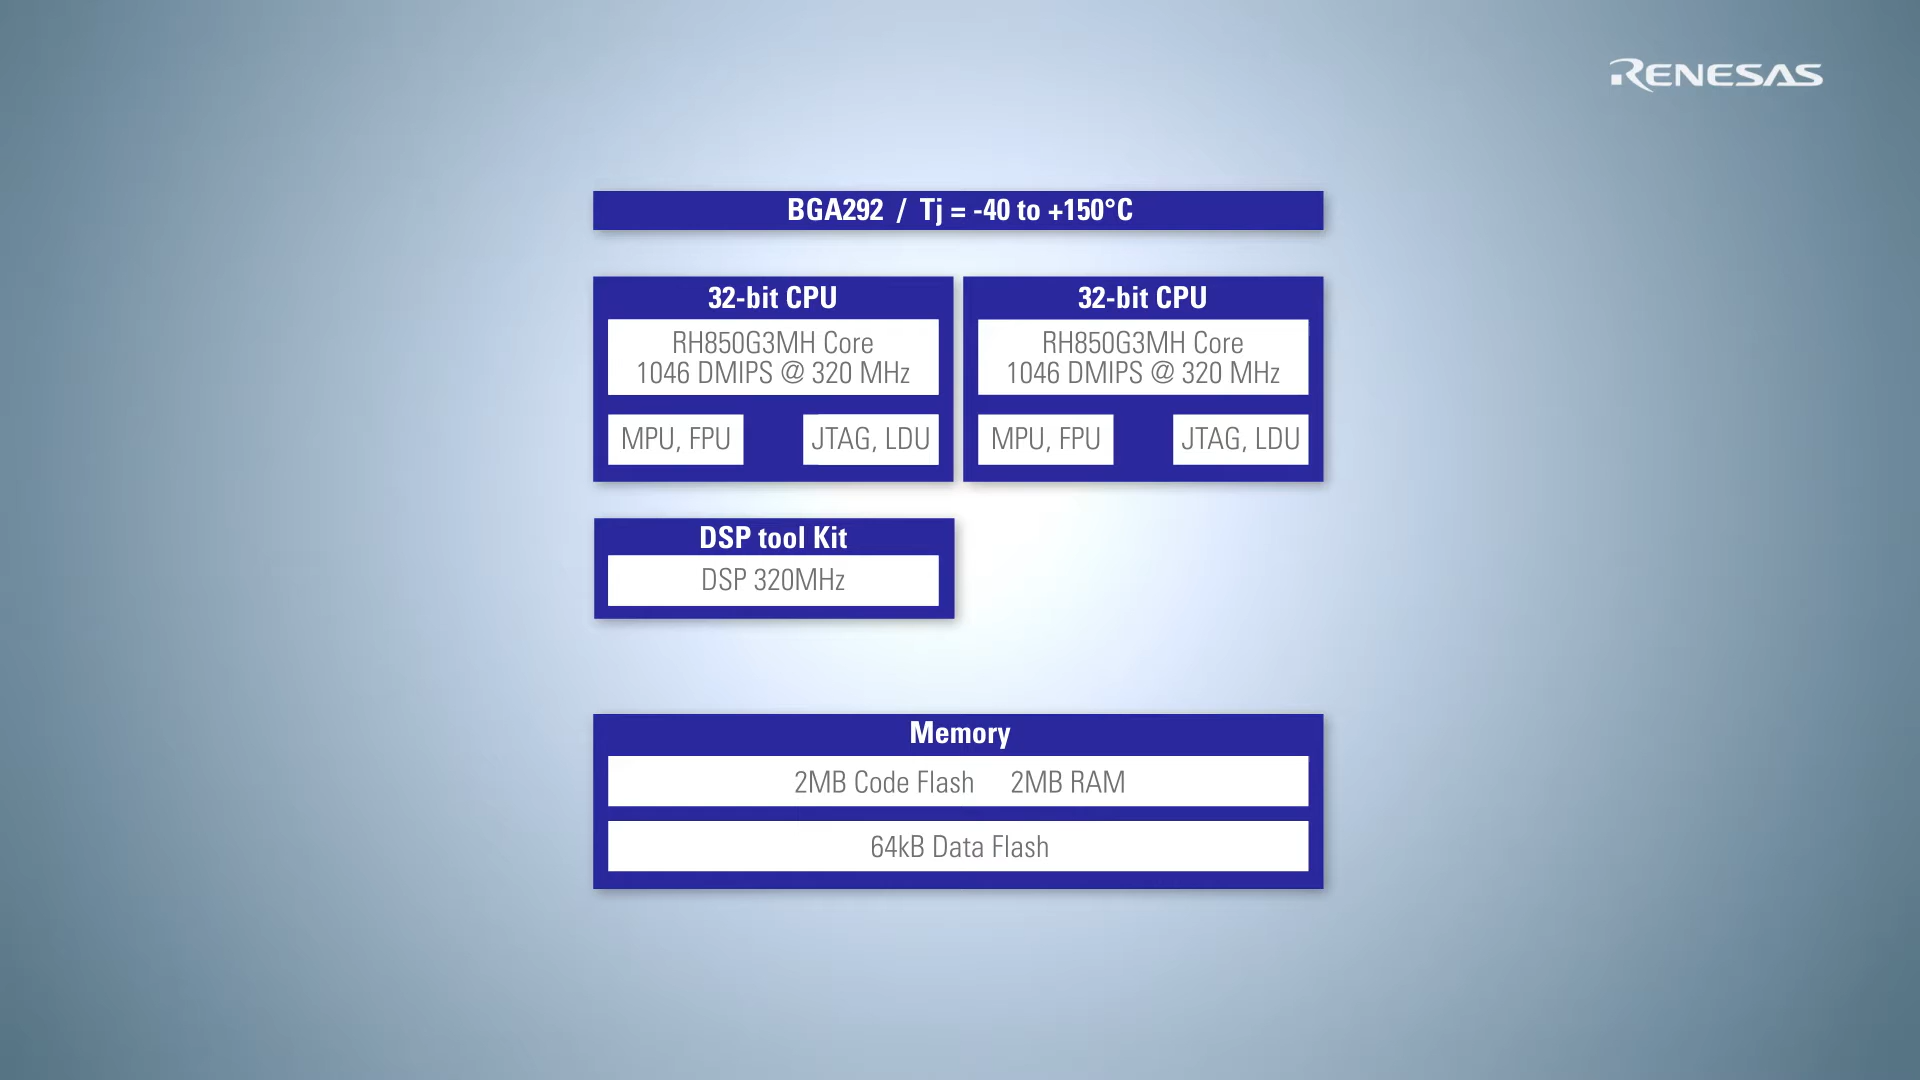 RENESAS
BGA292 / Tj = -40 to +150°C
32-bit CPU
RH850G3MH Core
1046 DMIPS @ 320 MHz
MPU, FPU
JTAG, LDU
32-bit CPU
RH850G3MH Core
1046 DMIPS @ 320 MHz
MPU, FPU
JTAG, LDU
DSP tool Kit
DSP 320MHz
Memory
2MB Code Flash 2MB RAM
64kB Data Flash